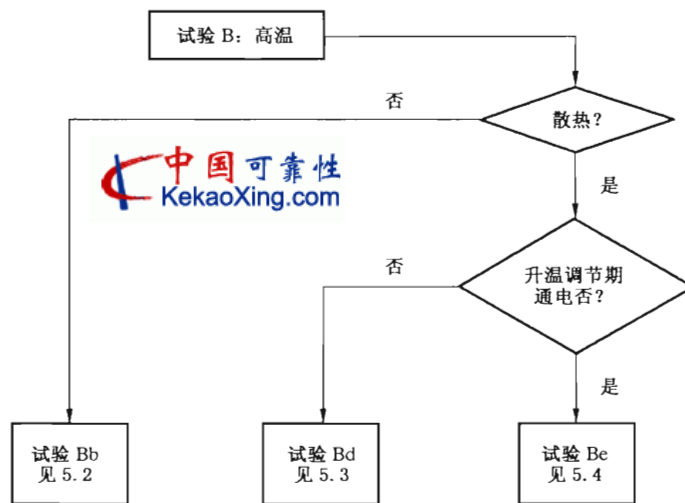 试验 B：高温
否
散热？
中国可靠性
KekaoXing.com
是
否
升温调节期
通电否？
是
试验 Bb
见 5.2
试验 Bd
见 5.3
试验 Be
见 5.4